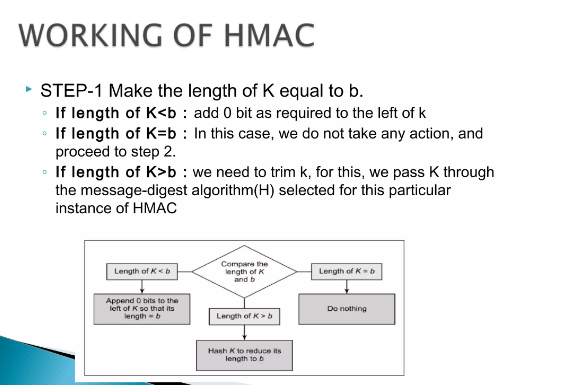 WORKING OF HMAC
STEP-1 Make the length of K equal to b.
If length of K<b : add 0 bit as required to the left of k
If length of K=b : In this case, we do not take any action, and
proceed to step 2.
If length of K>b : we need to trim k, for this, we pass K through
the message-digest algorithm(H) selected for this particular
instance of HMAC
Compare the
length of K
and b
Length of K < b
Length of K = b
Append 0 bits to the
left of K so that its
length = b
Do nothing
Length of K > b
Hash K to reduce its
length to b